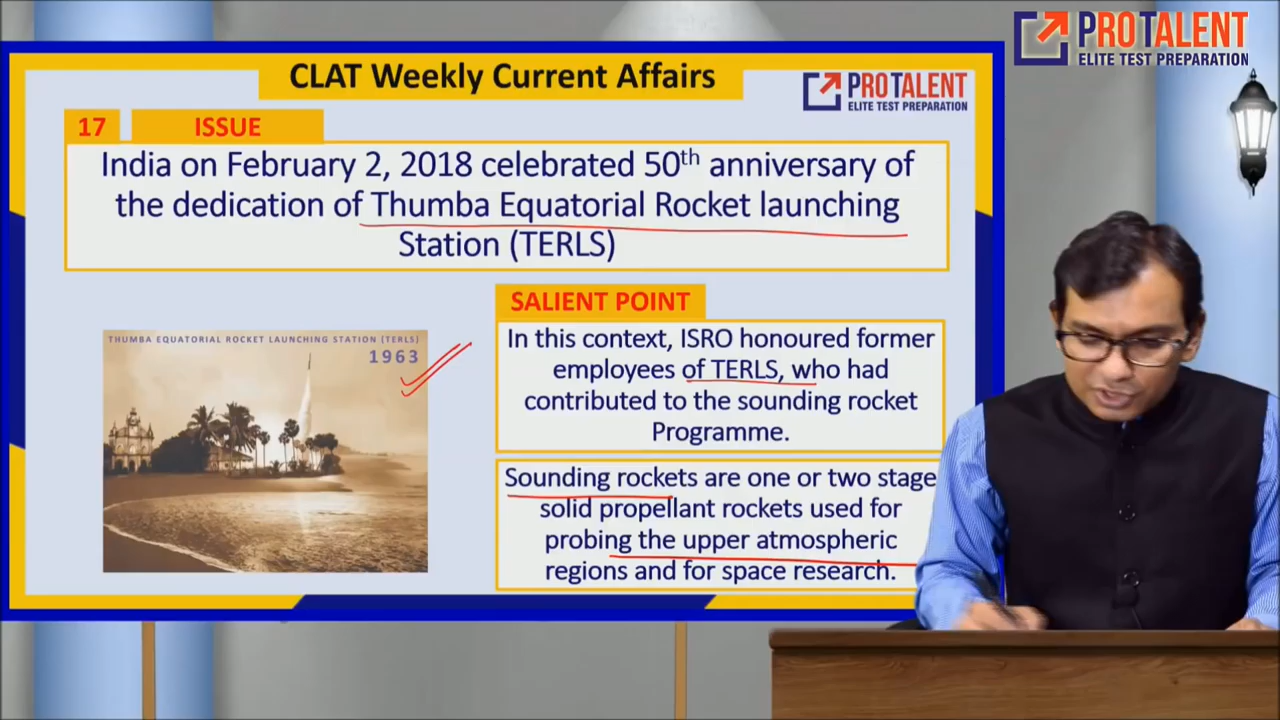 PRO TALENT
ELITE TEST PREPARATION
CLAT Weekly Current Affairs
PRO TALENT
ELITE TEST PREPARATION
17
ISSUE
India on February 2, 2018 celebrated 50th anniversary of
the dedication of Thumba Equatorial Rocket launching
Station (TERLS)
THUMBA EQUATORIAL ROCKET LAUNCHING STATION (TERLS)
1963
SALIENT POINT
In this context, ISRO honoured former
employees of TERLS, who had
contributed to the sounding rocket
Programme.
Sounding rockets are one or two stage
solid propellant rockets used for
probing the upper atmospheric
regions and for space research.